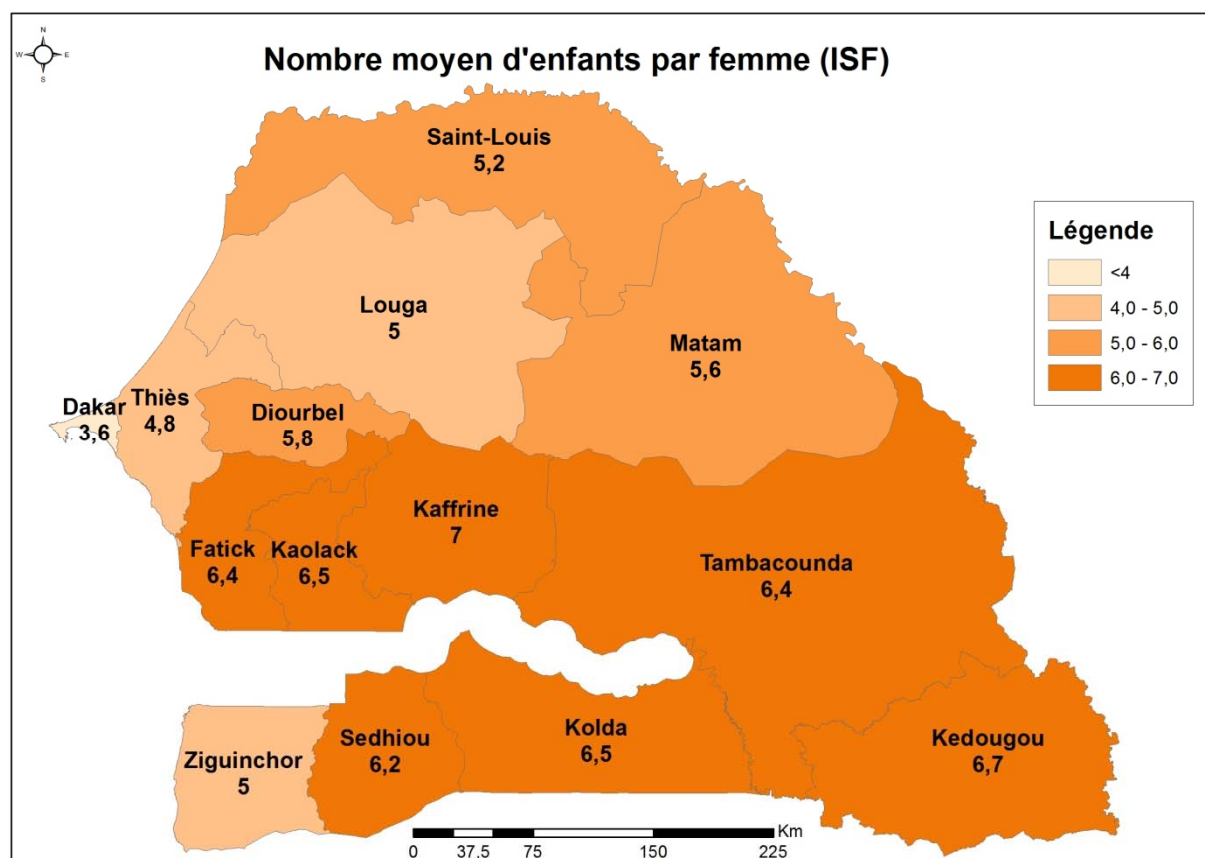 N
W
E
S
Nombre moyen d'enfants par femme (ISF)
Saint-Louis
5,2
Légende
<4
4,0 - 5,0
5,0 - 6,0
6,0 - 7,0
Louga
5
Matam
5,6
Dakar
3,6
Thiès
4,8
Diourbel
5,8
Kaffrine
7
Fatick
6,4
Kaolack
6,5
Tambacounda
6,4
Ziguinchor
5
Sedhiou
6,2
Kolda
6,5
Kedougou
6,7
Km
0 37.5 75 150 225